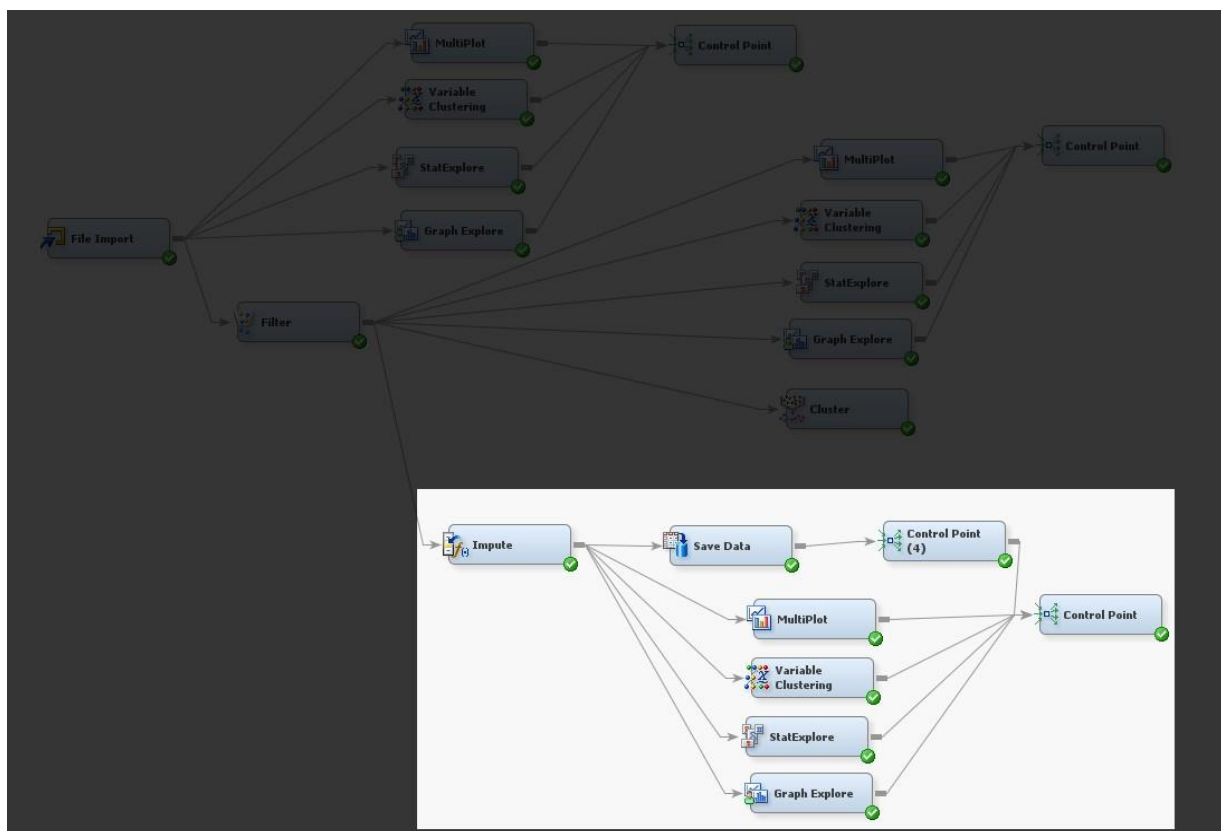 MultiPlot
Control Point
Variable
Clustering
StatExplore
Graph Explore
File Import
Filter
MultiPlot
Control Point
Variable
Clustering
StatExplore
Graph Explore
Cluster
Impute
Save Data
Control Point
(4)
MultiPlot
Control Point
Variable
Clustering
StatExplore
Graph Explore